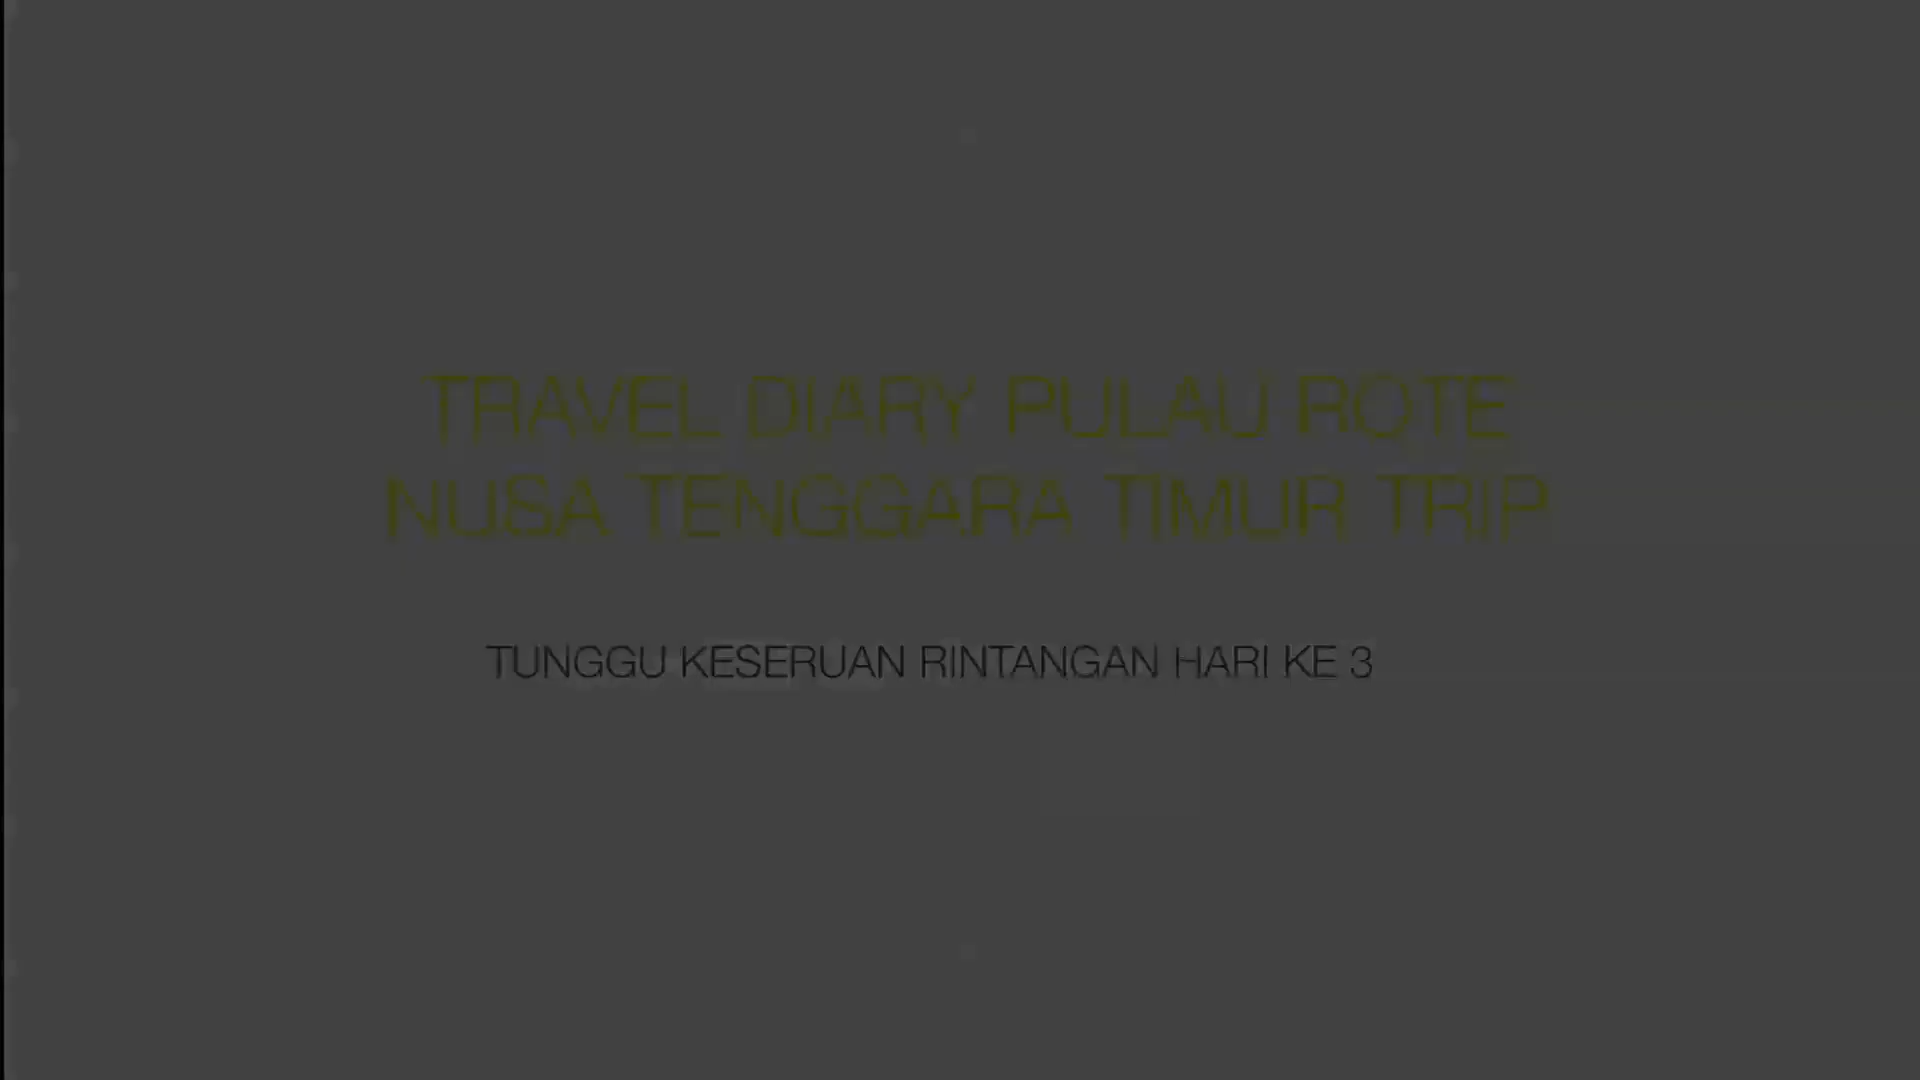 TRAVEL DIARY PULAU ROTE
NUSA TENGGARA TIMUR TRIP
TUNGGU KESERUAN RINTANGAN HARI KE 3